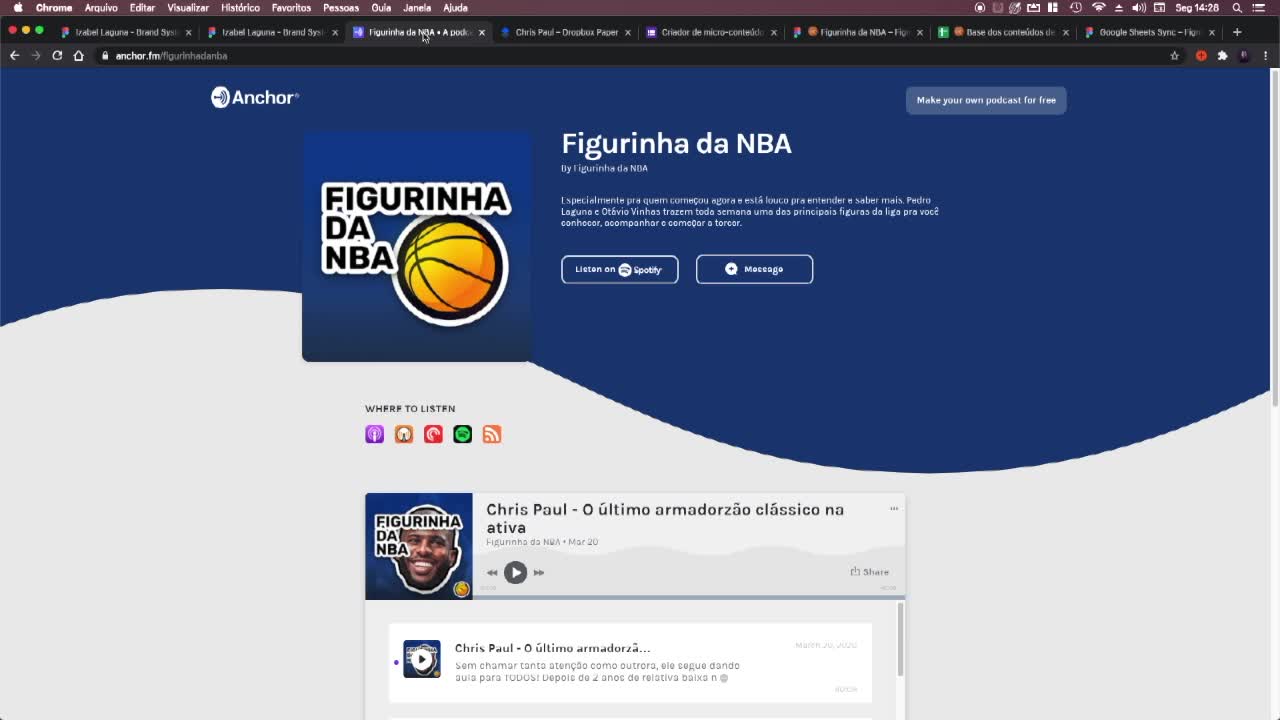 Chrome Arquivo Editar Visualizar Histórico Favoritos Pessoas Guia Janela Ajuda
Seg 14:28
Izabel Laguna - Brand Syst
Izabel Laguna - Brand Syst
Figurinha da NBA • A podca
Chris Paul – Dropbox Paper
Criador de micro-conteúdo
Figurinha da NBA – Fig
Base dos conteúdos de
Google Sheets Sync – Figm
anchor.fm/figurinhadanba
Anchor®
Make your own podcast for free
Figurinha da NBA
By Figurinha da NBA
Especialmente pra quem começou agora e está louco pra entender e saber mais. Pedro
Laguna e Otávio Vinhas trazem toda semana uma das principais figuras da liga pra você
conhecer, acompanhar e começar a torcer.
Listen on Spotify
Message
FIGURINHA
DA
NBA
WHERE TO LISTEN
FIGURINHA
DA
NBA
Chris Paul - O último armadorzão clássico na
ativa
Figurinha da NBA • Mar 20
Share
Chris Paul - O último armadorzã...
March 20, 2020
Sem chamar tanta atenção como outrora, ele segue dando
aula para TODOS! Depois de 2 anos de relativa baixa n